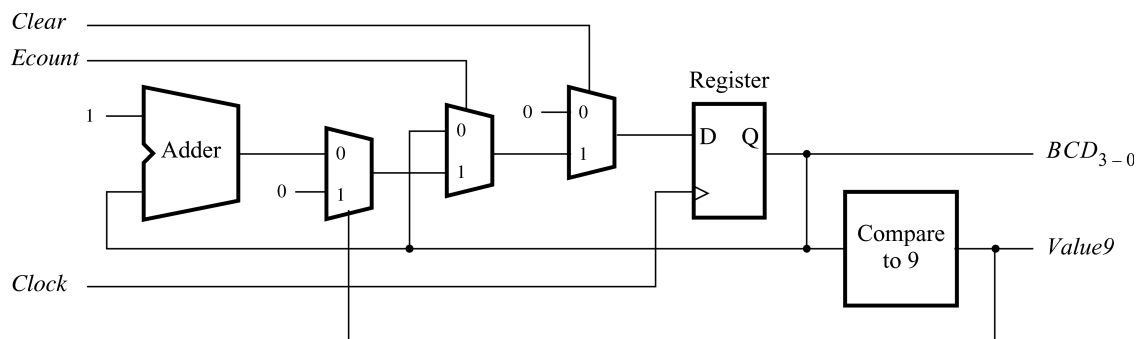 Clear
Ecount
Register
1
Adder
0
1
0
0
1
0
0
1
D Q
BCD3 – 0
Compare
to 9
Value9
Clock